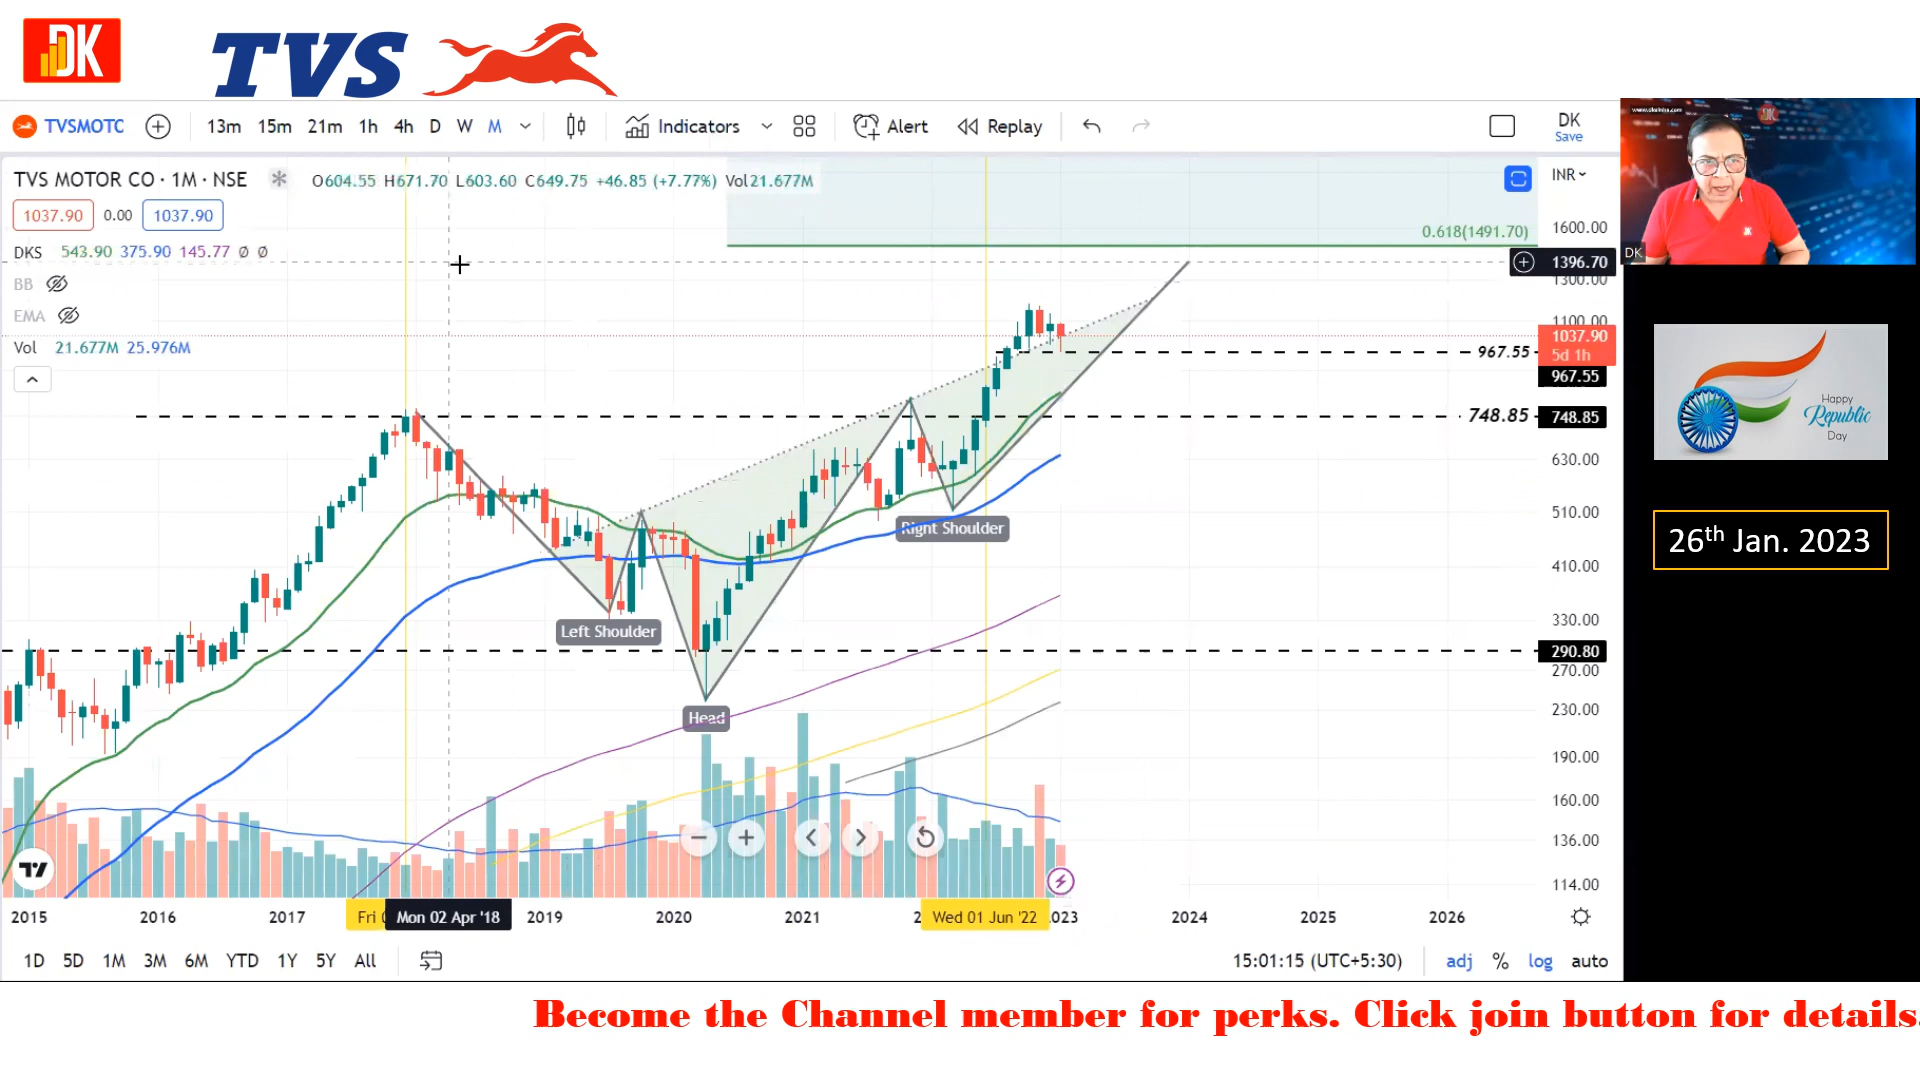 DK
TVS
TVSMOTC
13m 15m 21m 1h 4h D W M
Indicators
Alert
Replay
DK
Save
TVS MOTOR CO · 1M · NSE
O604.55 H671.70 L603.60 C649.75 +46.85 (+7.77%) Vol21.677M
INR
1037.90 0.00 1037.90
DKS 543.90 375.90 145.77 Ø Ø
BB
EMA
Vol 21.677M 25.976M
0.618(1491.70)
1600.00
1396.70
1300.00
1100.00
1037.90
5d 1h
967.55
967.55
748.85
748.85
630.00
510.00
410.00
330.00
290.80
270.00
230.00
190.00
160.00
136.00
114.00
Right Shoulder
Left Shoulder
Head
2015 2016 2017 Fri Mon 02 Apr '18 2019 2020 2021 2 Wed 01 Jun '22 023 2024 2025 2026
1D 5D 1M 3M 6M YTD 1Y 5Y All
15:01:15 (UTC+5:30) adj % log auto
DK
Happy
Republic
Day
26th Jan. 2023
Become the Channel member for perks. Click join button for details.